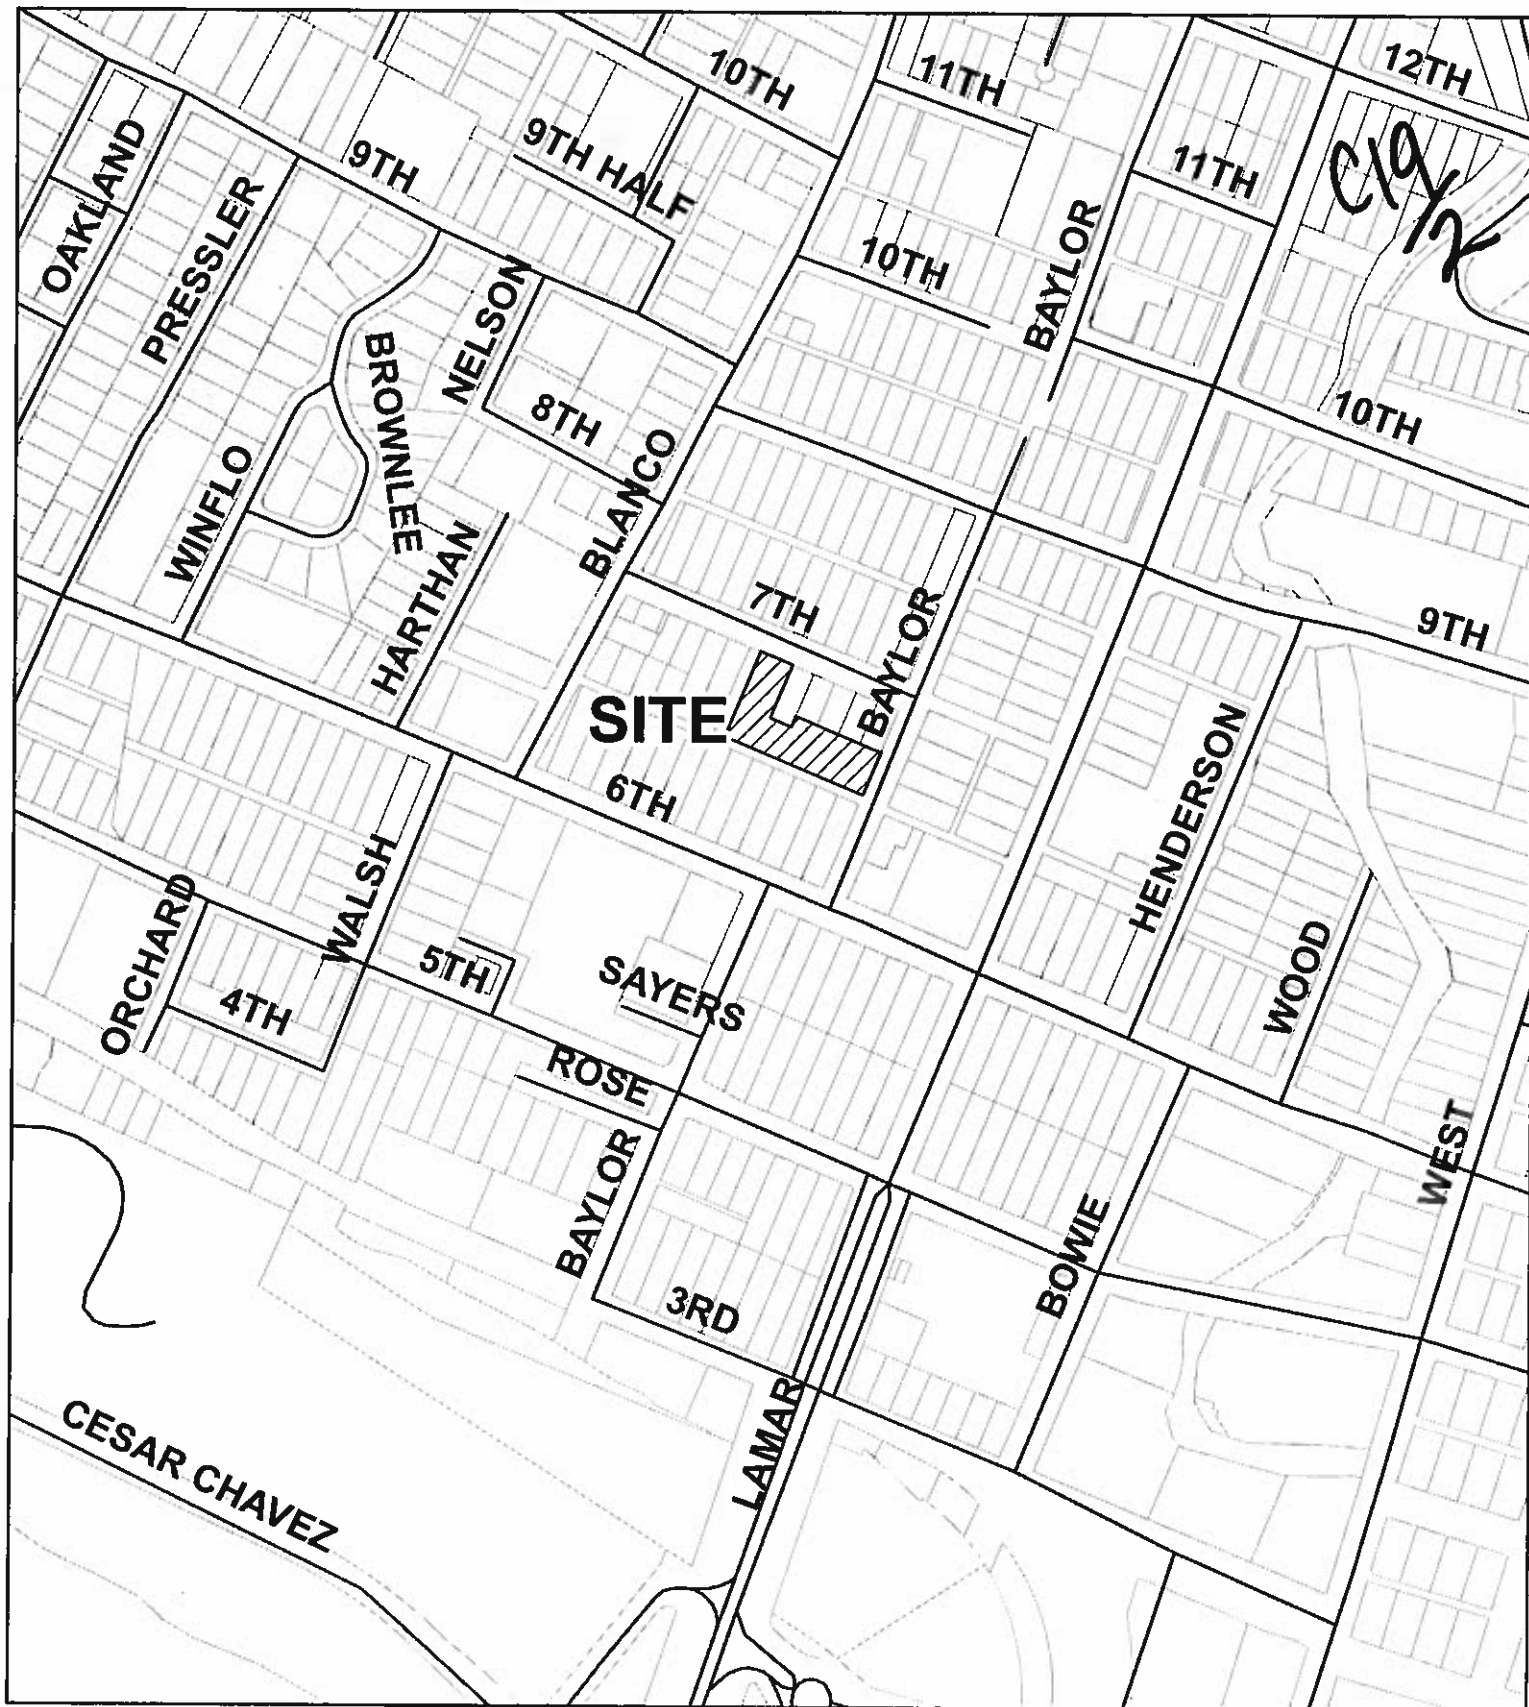 12TH
10TH
11TH
C19/2
9TH HALF
OAKLAND
9TH
11TH
PRESSLER
BAYLOR
10TH
NELSON
BROWNLEE
8TH
10TH
BLANCO
WINFLO
HARTHAN
7TH
BAYLOR
9TH
SITE
6TH
HENDERSON
WALSH
ORCHARD
5TH
SAYERS
WOOD
4TH
ROSE
WEST
BAYLOR
BOWIE
3RD
LAMAR
CESAR CHAVEZ